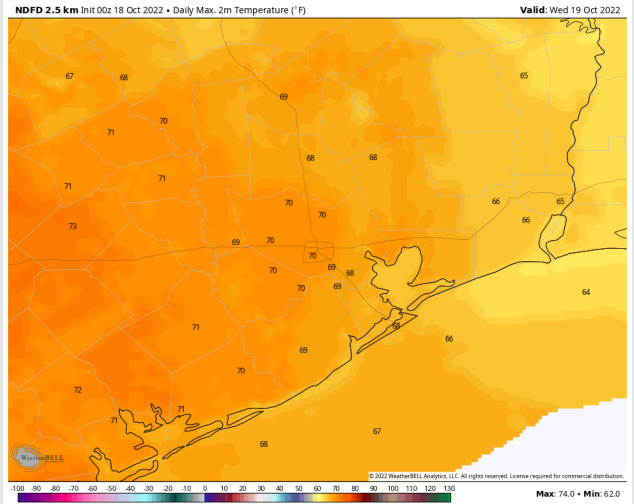 NDFD 2.5 km Init 00z 18 Oct 2022 • Daily Max. 2m Temperature (°F)
Valid: Wed 19 Oct 2022
67 68 65
69
70
71
68 68
71
71
70 66 65
70 66
73
69 70
70
69
70 68
70 69 64
71
68
66
69
70
72
71
71
67
68
WeatherBELL
© 2022 WeatherBELL Analytics, LLC. All rights reserved. License required for commercial distribution.
-100 -90 -80 -70 -60 -50 -40 -30 -20 -10 0 10 20 30 40 50 60 70 80 90 100 110 120 130
Max: 74.0 • Min: 62.0